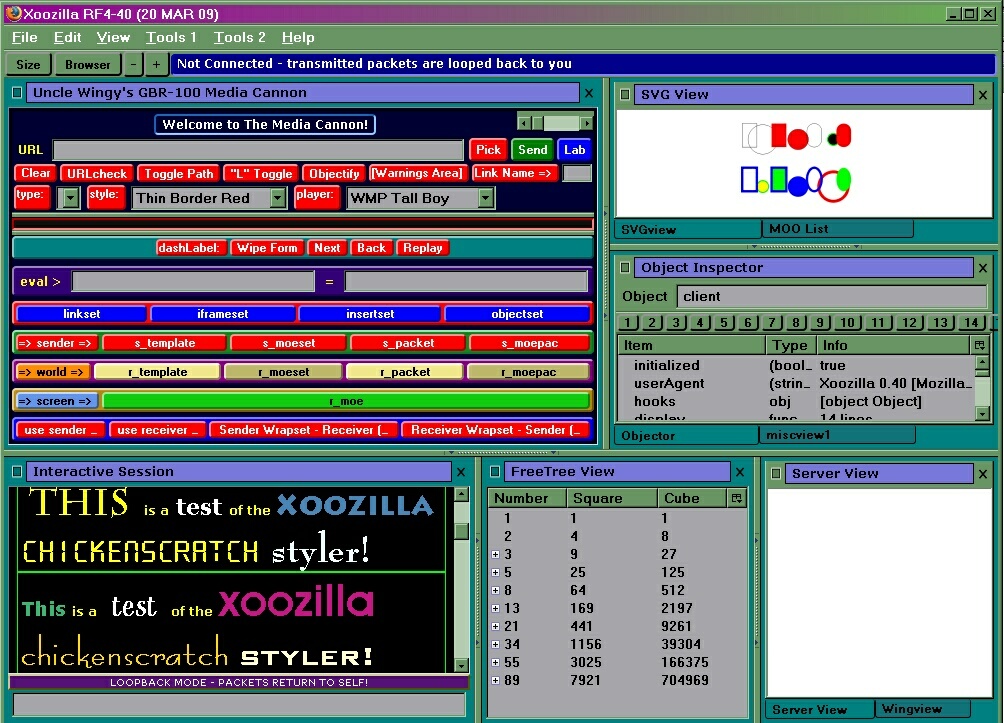 Xoozilla RF4-40 (20 MAR 09)
File Edit View Tools 1 Tools 2 Help
Size Browser - + Not Connected - transmitted packets are looped back to you
Uncle Wingy's GBR-100 Media Cannon
Welcome to The Media Cannon!
URL Pick Send Lab
Clear URLcheck Toggle Path "L" Toggle Objectify [Warnings Area] Link Name =>
type: style: Thin Border Red player: WMP Tall Boy
dashLabel: Wipe Form Next Back Replay
eval > =
linkset iframeset insertset objectset
=> sender => s_template s_moeset s_packet s_moepac
=> world => r_template r_moeset r_packet r_moepac
=> screen => r_moe
use sender _ use receiver _ Sender Wrapset - Receiver (_ Receiver Wrapset - Sender (_
SVG View
SVGview MOO List
Object Inspector
Object client
1 2 3 4 5 6 7 8 9 10 11 12 13 14
Item Type Info
initialized (bool_ true
userAgent (strin_ Xoozilla 0.40 [Mozilla_
hooks obj [object Object]
display func 14 lines
Objector miscview1
Interactive Session
THIS is a test of the XOOZILLA
CHICKENSCRATCH styler!
This is a test of the xoozilla
chickenscratch STYLER!
LOOPBACK MODE - PACKETS RETURN TO SELF!
FreeTree View
Number Square Cube
1 1 1
2 4 8
3 9 27
5 25 125
8 64 512
13 169 2197
21 441 9261
34 1156 39304
55 3025 166375
89 7921 704969
Server View
Server View Wingview